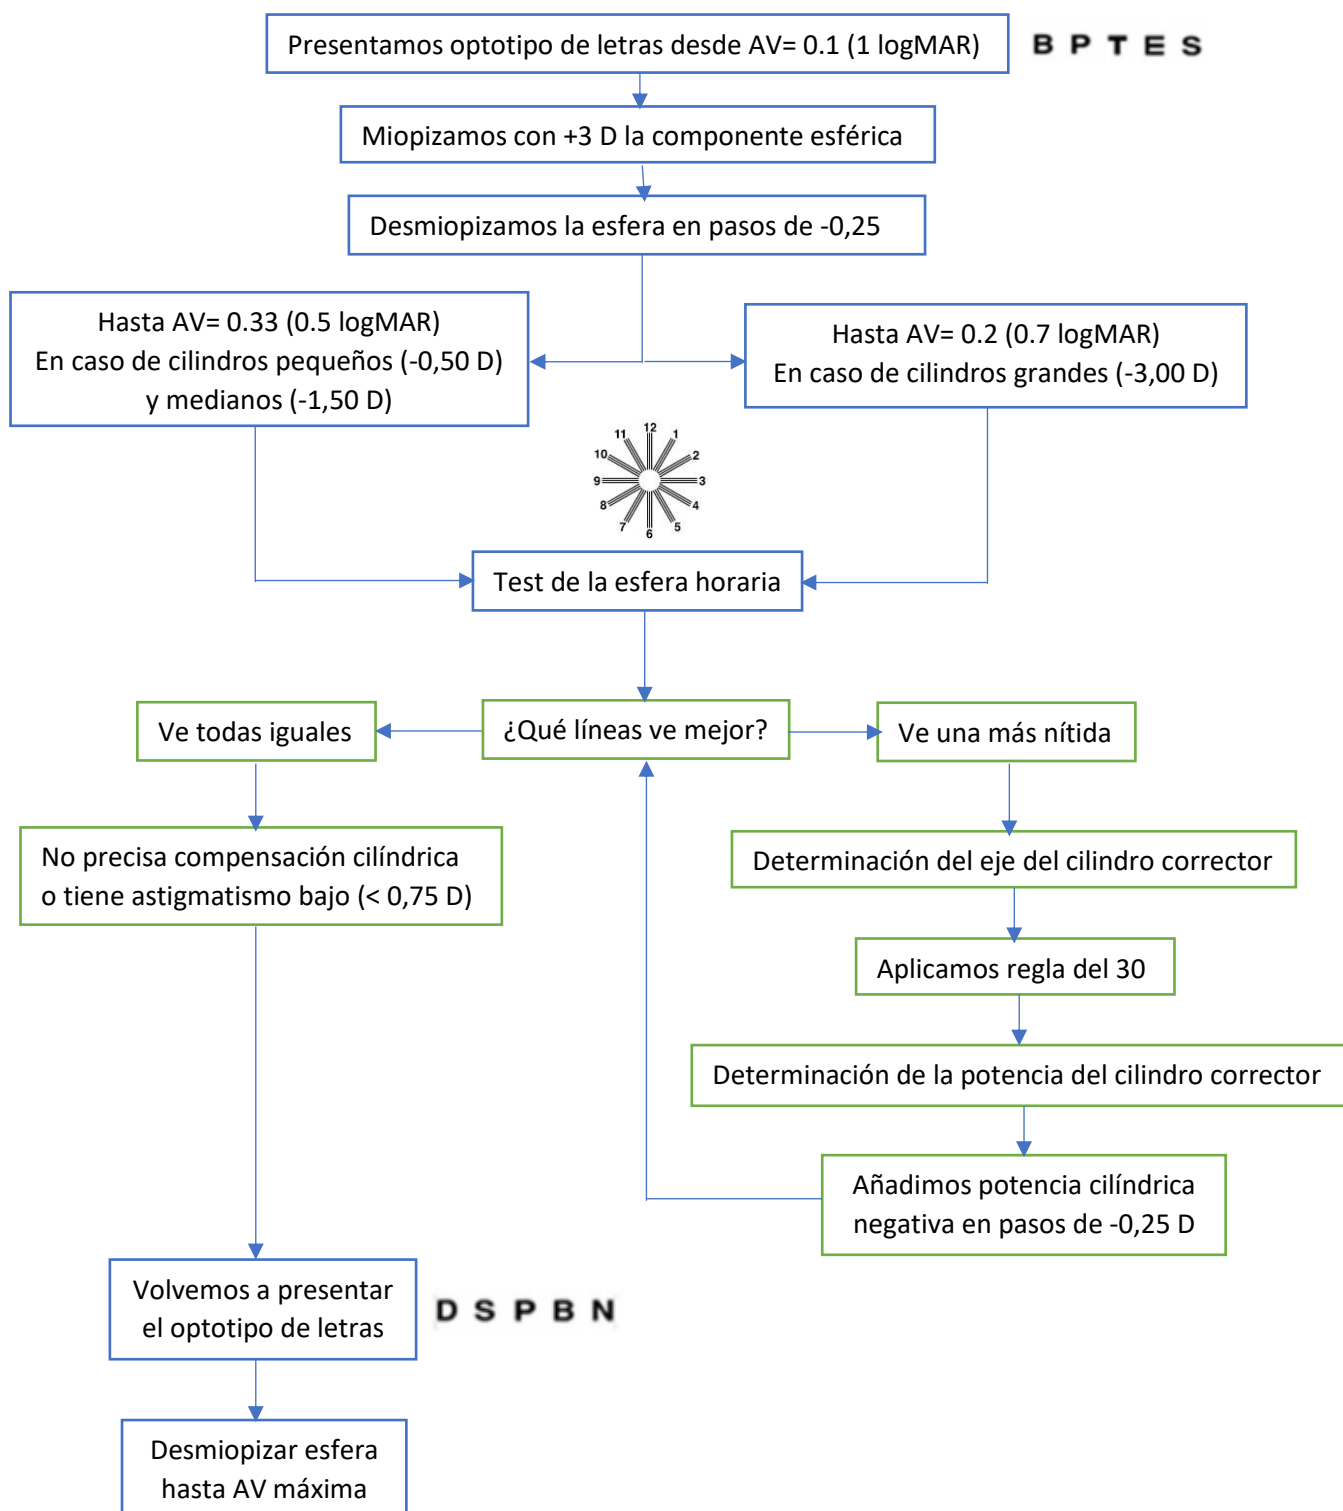 Presentamos optotipo de letras desde AV= 0.1 (1 logMAR)
B P T E S
Miopizamos con +3 D la componente esférica
Desmiopizamos la esfera en pasos de -0,25
Hasta AV= 0.33 (0.5 logMAR)
En caso de cilindros pequeños (-0,50 D)
y medianos (-1,50 D)
Hasta AV= 0.2 (0.7 logMAR)
En caso de cilindros grandes (-3,00 D)
12
11
1
10
2
9
3
8
4
7
5
6
Test de la esfera horaria
Ve todas iguales
¿Qué líneas ve mejor?
Ve una más nítida
No precisa compensación cilíndrica
o tiene astigmatismo bajo (< 0,75 D)
Determinación del eje del cilindro corrector
Aplicamos regla del 30
Determinación de la potencia del cilindro corrector
Añadimos potencia cilíndrica
negativa en pasos de -0,25 D
Volvemos a presentar
el optotipo de letras
D S P B N
Desmiopizar esfera
hasta AV máxima